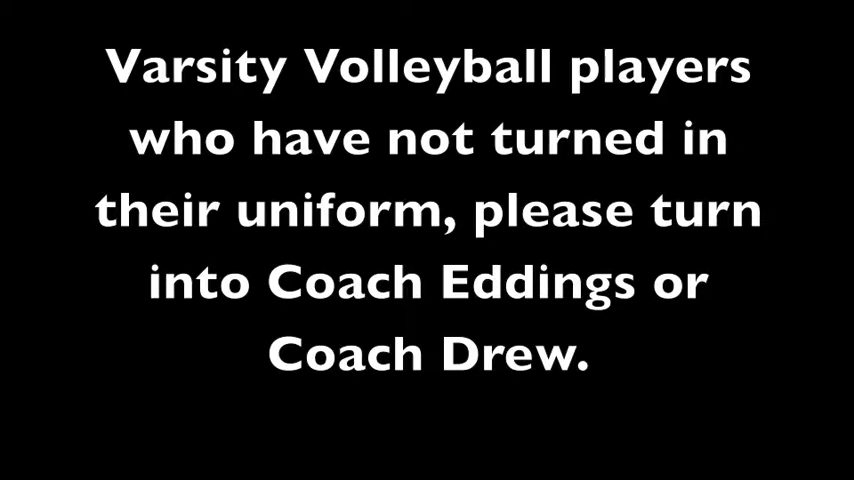 Varsity Volleyball players
who have not turned in
their uniform, please turn
into Coach Eddings or
Coach Drew.